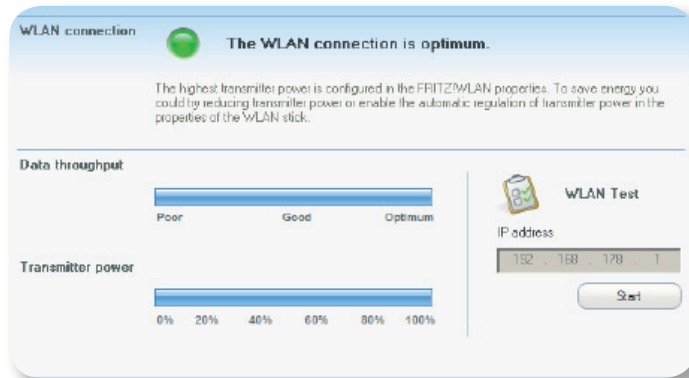 WLAN connection
The WLAN connection is optimum.
The highest transmitter power is configured in the FRITZ!WLAN properties. To save energy you
could by reducing transmitter power or enable the automatic regulation of transmitter power in the
properties of the WLAN stick.
Data throughput
Poor Good Optimum
WLAN Test
IP address
192 . 168 . 178 . 1
Start
Transmitter power
0% 20% 40% 60% 80% 100%